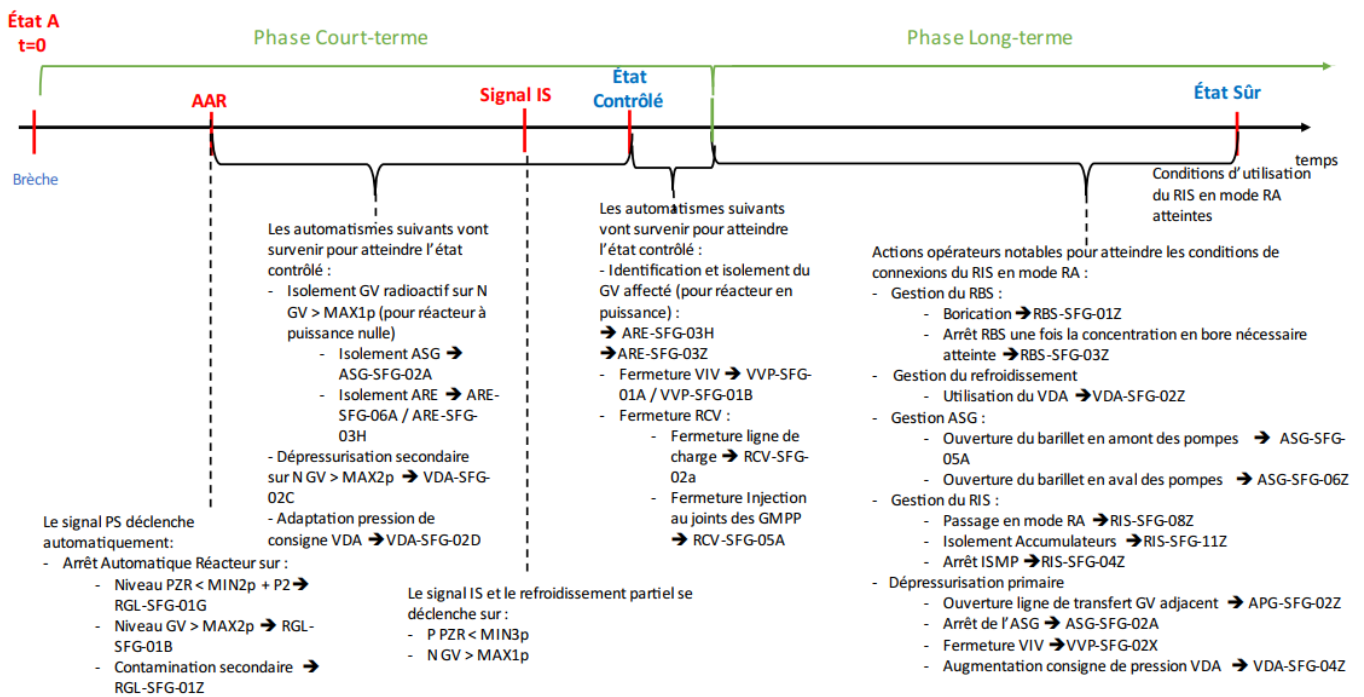 État A
t=0
Phase Court-terme
Phase Long-terme
AAR
Signal IS
État
Contrôlé
État Sûr
temps
Brèche
Conditions d'utilisation
du RIS en mode RA
atteintes
Les automatismes suivants vont
survenir pour atteindre l'état
contrôlé :
- Isolement GV radioactif sur N
GV > MAX1p (pour réacteur à
puissance nulle)
- Isolement ASG ➔
ASG-SFG-02A
- Isolement ARE ➔ ARE-
SFG-06A / ARE-SFG-
03H
- Dépressurisation secondaire
sur N GV > MAX2p ➔ VDA-SFG-
02C
- Adaptation pression de
consigne VDA ➔ VDA-SFG-02D
Les automatismes suivants
vont survenir pour atteindre
l'état contrôlé :
- Identification et isolement du
GV affecté (pour réacteur en
puissance) :
➔ ARE-SFG-03H
➔ARE-SFG-03Z
- Fermeture VIV ➔ VVP-SFG-
01A / VVP-SFG-01B
- Fermeture RCV :
- Fermeture ligne de
charge ➔ RCV-SFG-
02a
- Fermeture Injection
au joints des GMPP
➔ RCV-SFG-05A
Actions opérateurs notables pour atteindre les conditions de
connexions du RIS en mode RA :
- Gestion du RBS :
- Borication ➔RBS-SFG-01Z
- Arrêt RBS une fois la concentration en bore nécessaire
atteinte ➔RBS-SFG-03Z
- Gestion du refroidissement
- Utilisation du VDA ➔VDA-SFG-02Z
- Gestion ASG :
- Ouverture du barillet en amont des pompes ➔ ASG-SFG-
05A
- Ouverture du barillet en aval des pompes ➔ ASG-SFG-06Z
- Gestion du RIS :
- Passage en mode RA ➔RIS-SFG-08Z
- Isolement Accumulateurs ➔RIS-SFG-11Z
- Arrêt ISMP ➔RIS-SFG-04Z
- Dépressurisation primaire
- Ouverture ligne de transfert GV adjacent ➔ APG-SFG-02Z
- Arrêt de l'ASG ➔ ASG-SFG-02A
- Fermeture VIV ➔VVP-SFG-02X
- Augmentation consigne de pression VDA ➔ VDA-SFG-04Z
Le signal PS déclenche
automatiquement:
- Arrêt Automatique Réacteur sur :
- Niveau PZR < MIN2p + P2➔
RGL-SFG-01G
- Niveau GV > MAX2p ➔ RGL-
SFG-01B
- Contamination secondaire ➔
RGL-SFG-01Z
Le signal IS et le refroidissement partiel se
déclenche sur :
- P PZR < MIN3p
- N GV > MAX1p